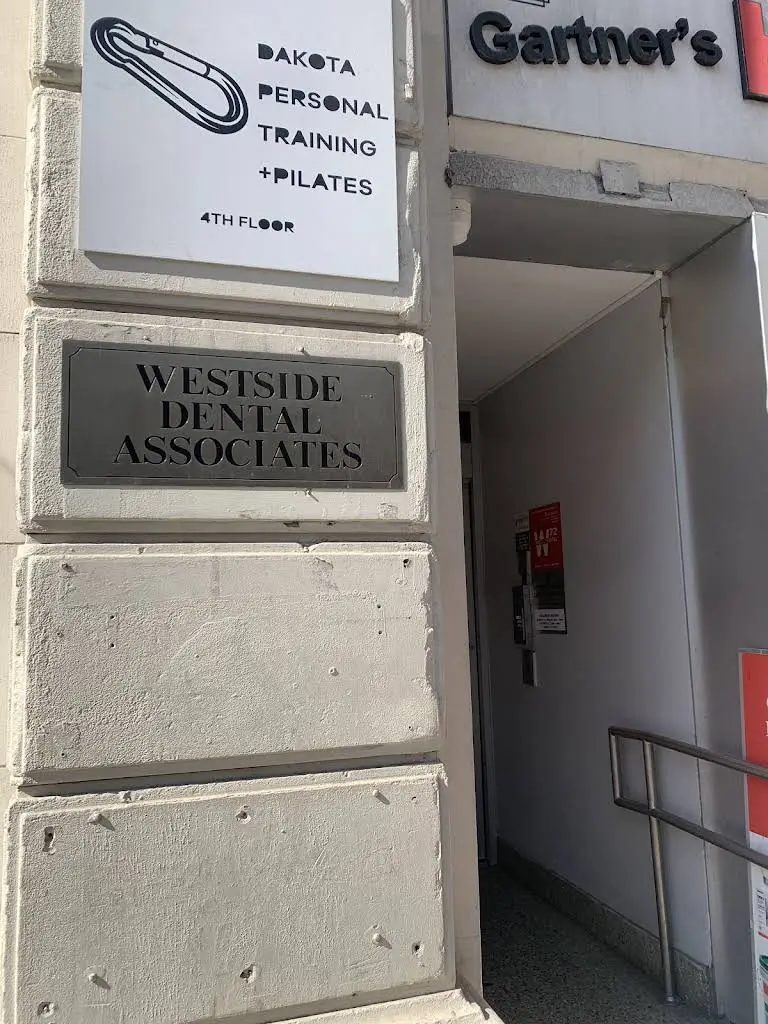 DAKOTA
PERSONAL
TRAINING
+PILATES
4TH FLOOR
Gartner's
WESTSIDE
DENTAL
ASSOCIATES